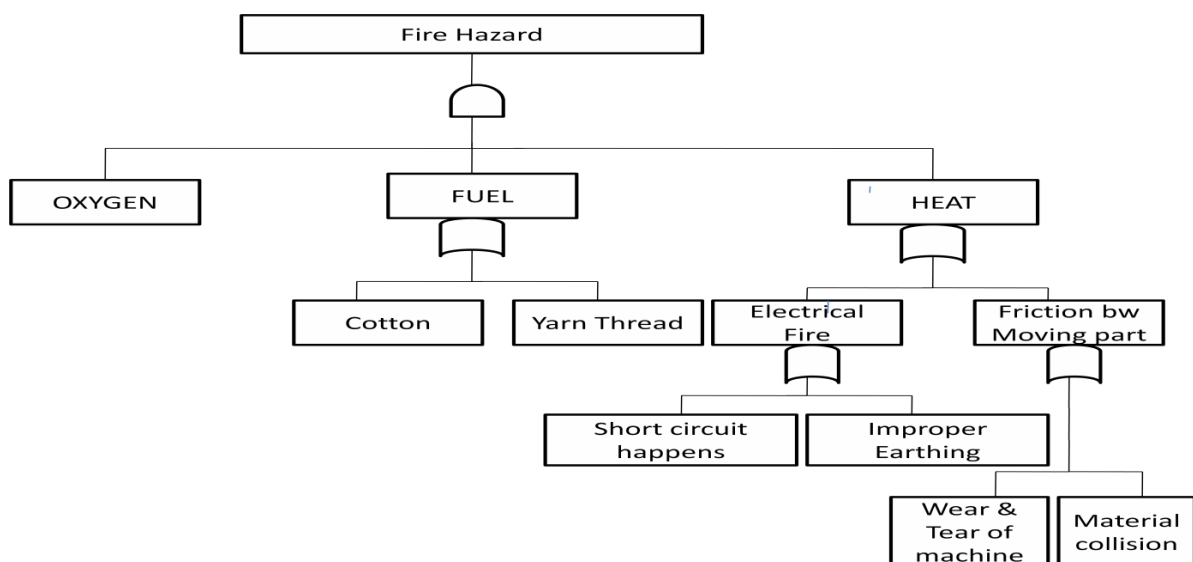 Fire Hazard
OXYGEN
FUEL
HEAT
Cotton
Yarn Thread
Electrical
Fire
Friction bw
Moving part
Short circuit
happens
Improper
Earthing
Wear &
Tear of
machine
Material
collision